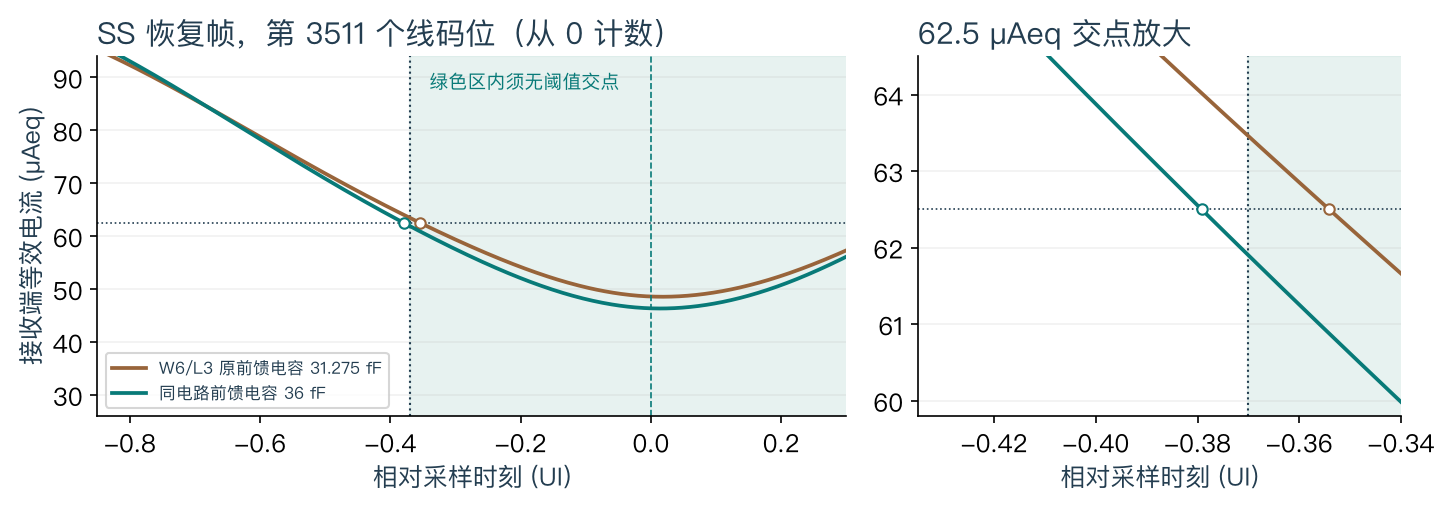 SS 恢复帧，第 3511 个线码位（从 0 计数）
绿色区内须无阈值交点
90
80
70
60
50
40
30
接收端等效电流 (μAeq)
W6/L3 原前馈电容 31.275 fF
同电路前馈电容 36 fF
−0.8 −0.6 −0.4 −0.2 0.0 0.2
相对采样时刻 (UI)
62.5 μAeq 交点放大
64
63
62
61
60
−0.42 −0.40 −0.38 −0.36 −0.34
相对采样时刻 (UI)